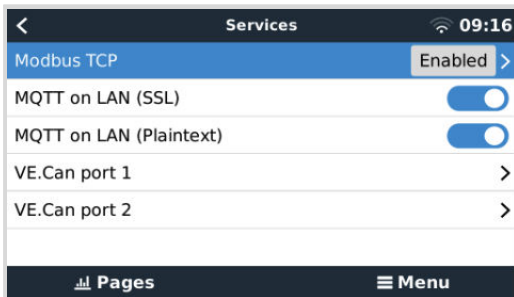 Services 09:16
Modbus TCP Enabled
MQTT on LAN (SSL)
MQTT on LAN (Plaintext)
VE.Can port 1
VE.Can port 2
Pages Menu